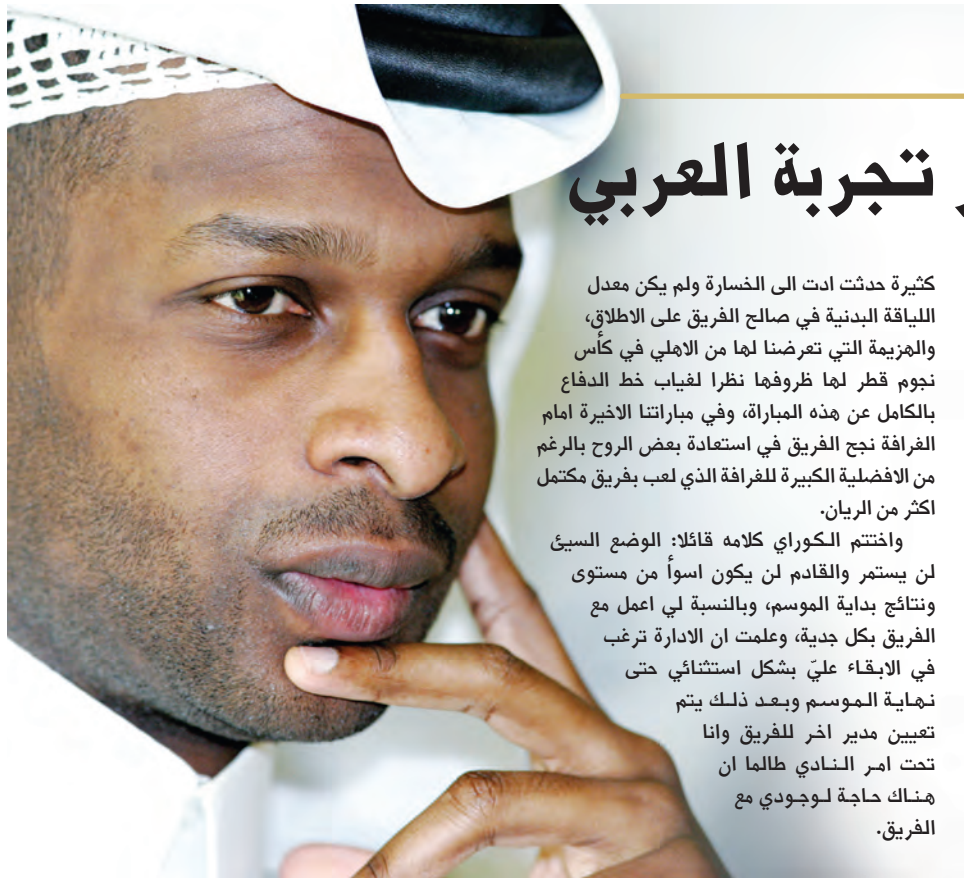 تجربة العربي
كثيرة حدثت ادت الى الخسارة ولم يكن معدل
اللياقة البدنية في صالح الفريق على الاطلاق،
والهزيمة التي تعرضنا لها من الاهلي في كأس
نجوم قطر لها ظروفها نظرا لغياب خط الدفاع
بالكامل عن هذه المباراة، وفي مباراتنا الاخيرة امام
الغرافة نجح الفريق في استعادة بعض الروح بالرغم
من الافضلية الكبيرة للغرافة الذي لعب بفريق مكتمل
اكثر من الريان.
واختتم الكوراي كلامه قائلا: الوضع السيئ
لن يستمر والقادم لن يكون اسوأ من مستوى
ونتائج بداية الموسم، وبالنسبة لي اعمل مع
الفريق بكل جدية، وعلمت ان الادارة ترغب
في الابقاء عليّ بشكل استثنائي حتى
نهاية الموسم وبعد ذلك يتم
تعيين مدير اخر للفريق وانا
تحت امر النادي طالما ان
هناك حاجة لوجودي مع
الفريق.